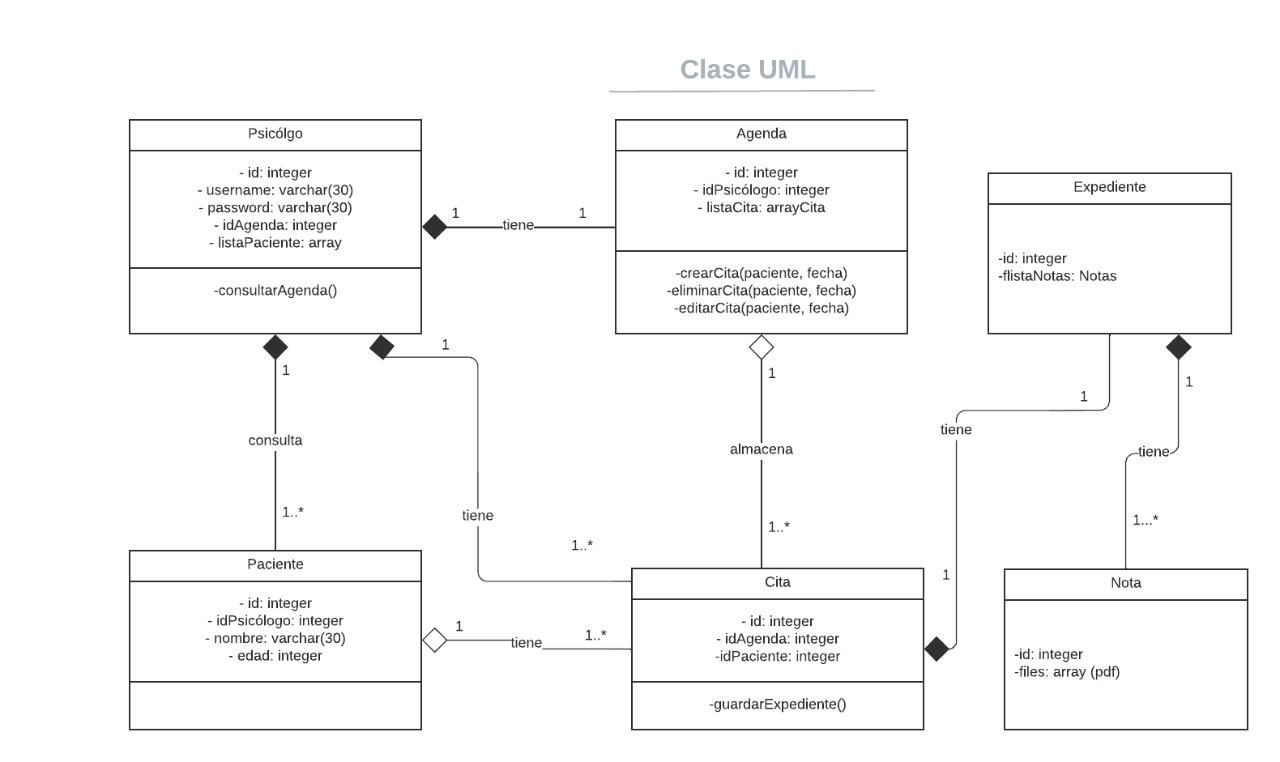 Clase UML
Psicólgo
- id: integer
- username: varchar(30)
- password: varchar(30)
- idAgenda: integer
- listaPaciente: array
-consultarAgenda()
1
tiene
1
Agenda
- id: integer
- idPsicólogo: integer
- listaCita: arrayCita
-crearCita(paciente, fecha)
-eliminarCita(paciente, fecha)
-editarCita(paciente, fecha)
Expediente
-id: integer
-flistaNotas: Notas
1
consulta
1..*
1
tiene
1..*
1
almacena
1..*
1
tiene
1
1
tiene
1...*
Paciente
- id: integer
- idPsicólogo: integer
- nombre: varchar(30)
- edad: integer
1
tiene
1..*
Cita
- id: integer
- idAgenda: integer
-idPaciente: integer
-guardarExpediente()
Nota
-id: integer
-files: array (pdf)